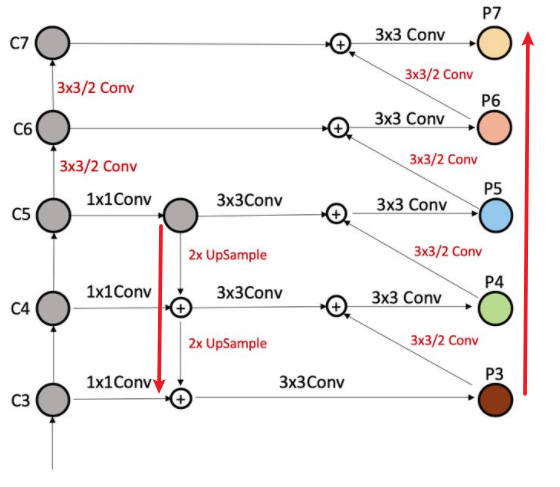 P7
C7
+
3x3 Conv
3x3/2 Conv
3x3/2 Conv
P6
C6
+
3x3 Conv
3x3/2 Conv
3x3/2 Conv
P5
C5
1x1Conv
3x3Conv
+
3x3 Conv
2x UpSample
3x3/2 Conv
P4
C4
1x1Conv
+
3x3Conv
+
3x3 Conv
2x UpSample
3x3/2 Conv
P3
C3
1x1Conv
+
3x3Conv